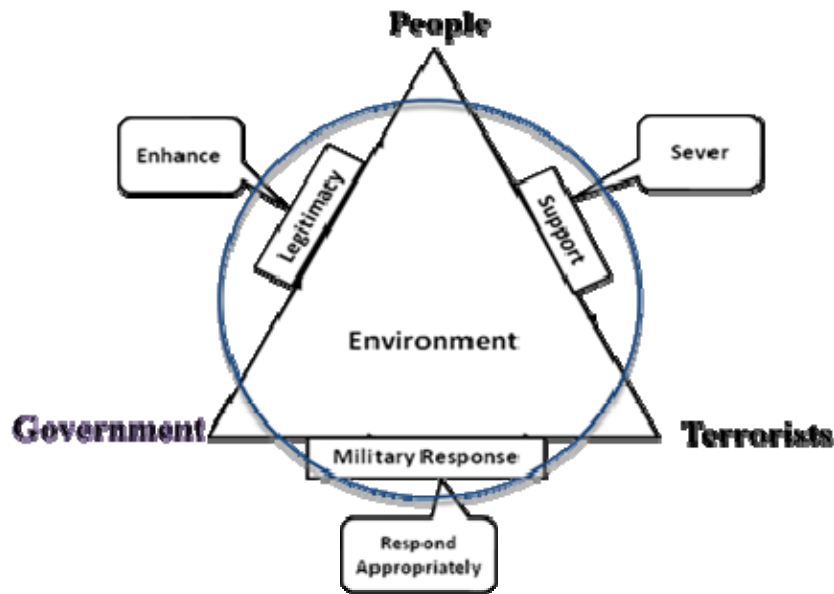 People
Enhance
Sever
Legitimacy
Support
Environment
Government
Terrorists
Military Response
Respond
Appropriately